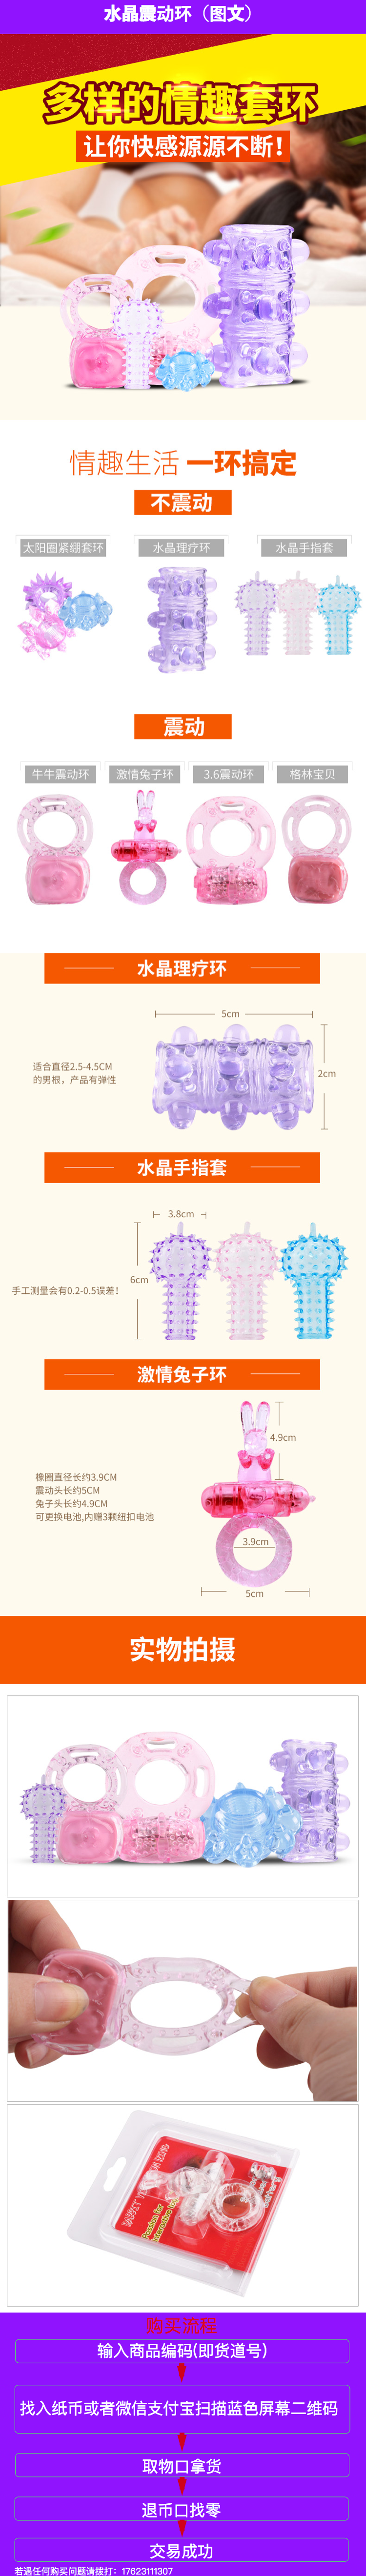 水晶震动环（图文）
多样的情趣套环
让你快感源源不断！
情趣生活 一环搞定
不震动
太阳圈紧绷套环 水晶理疗环 水晶手指套
震动
牛牛震动环 激情兔子环 3.6震动环 格林宝贝
水晶理疗环
5cm
适合直径2.5-4.5CM
的男根，产品有弹性
2cm
水晶手指套
3.8cm
6cm
手工测量会有0.2-0.5误差！
激情兔子环
4.9cm
橡圈直径长约3.9CM
震动头长约5CM
兔子头长约4.9CM
可更换电池,内赠3颗纽扣电池
3.9cm
5cm
实物拍摄
购买流程
输入商品编码(即货道号)
找入纸币或者微信支付宝扫描蓝色屏幕二维码
取物口拿货
退币口找零
交易成功
若遇任何购买问题请拨打：17623111307